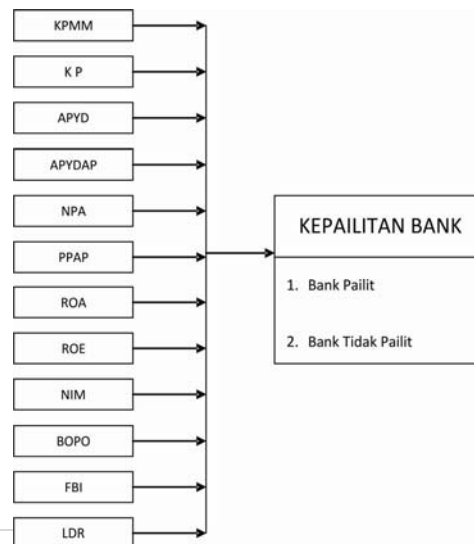 KPMM
K P
APYD
APYDAP
NPA
PPAP
ROA
ROE
NIM
BOPO
FBI
LDR
KEPAILITAN BANK
1. Bank Pailit
2. Bank Tidak Pailit